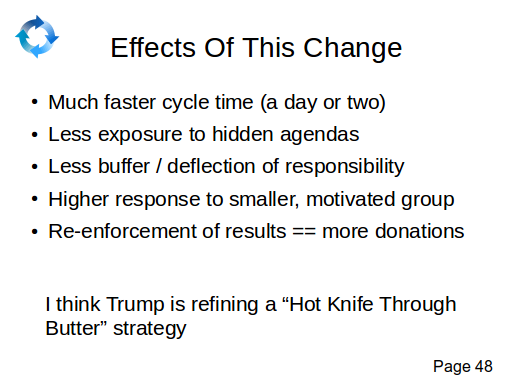 Effects Of This Change
• Much faster cycle time (a day or two)
• Less exposure to hidden agendas
• Less buffer / deflection of responsibility
• Higher response to smaller, motivated group
• Re-enforcement of results == more donations
I think Trump is refining a “Hot Knife Through
Butter” strategy
Page 48